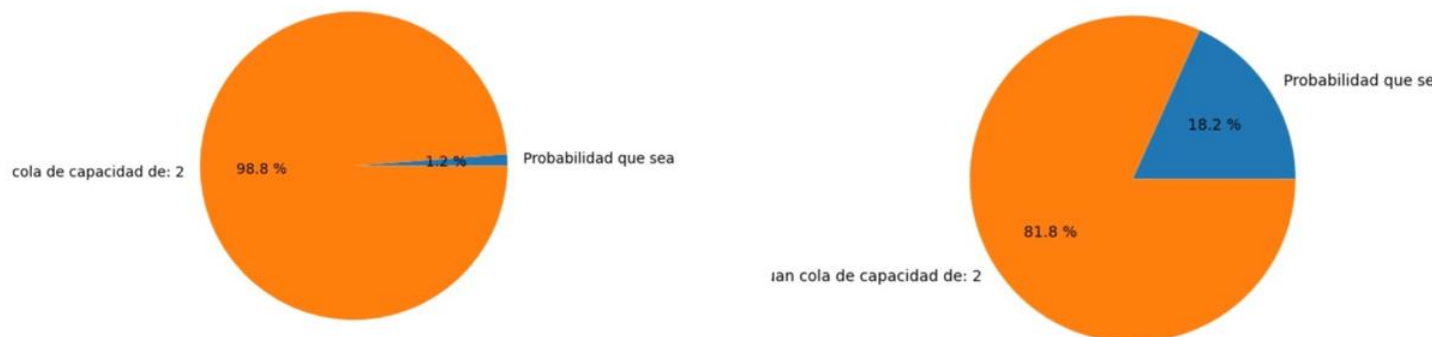 cola de capacidad de: 2
98.8 %
1.2 %
Probabilidad que sea
Probabilidad que se
18.2 %
81.8 %
uan cola de capacidad de: 2